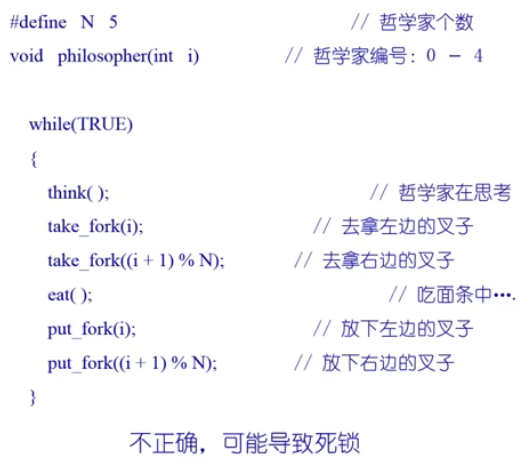 #define N 5 // 哲学家个数
void philosopher(int i) // 哲学家编号：0 － 4
while(TRUE)
{
think( ); // 哲学家在思考
take_fork(i); // 去拿左边的叉子
take_fork((i + 1) % N); // 去拿右边的叉子
eat( ); // 吃面条中….
put_fork(i); // 放下左边的叉子
put_fork((i + 1) % N); // 放下右边的叉子
}
不正确，可能导致死锁